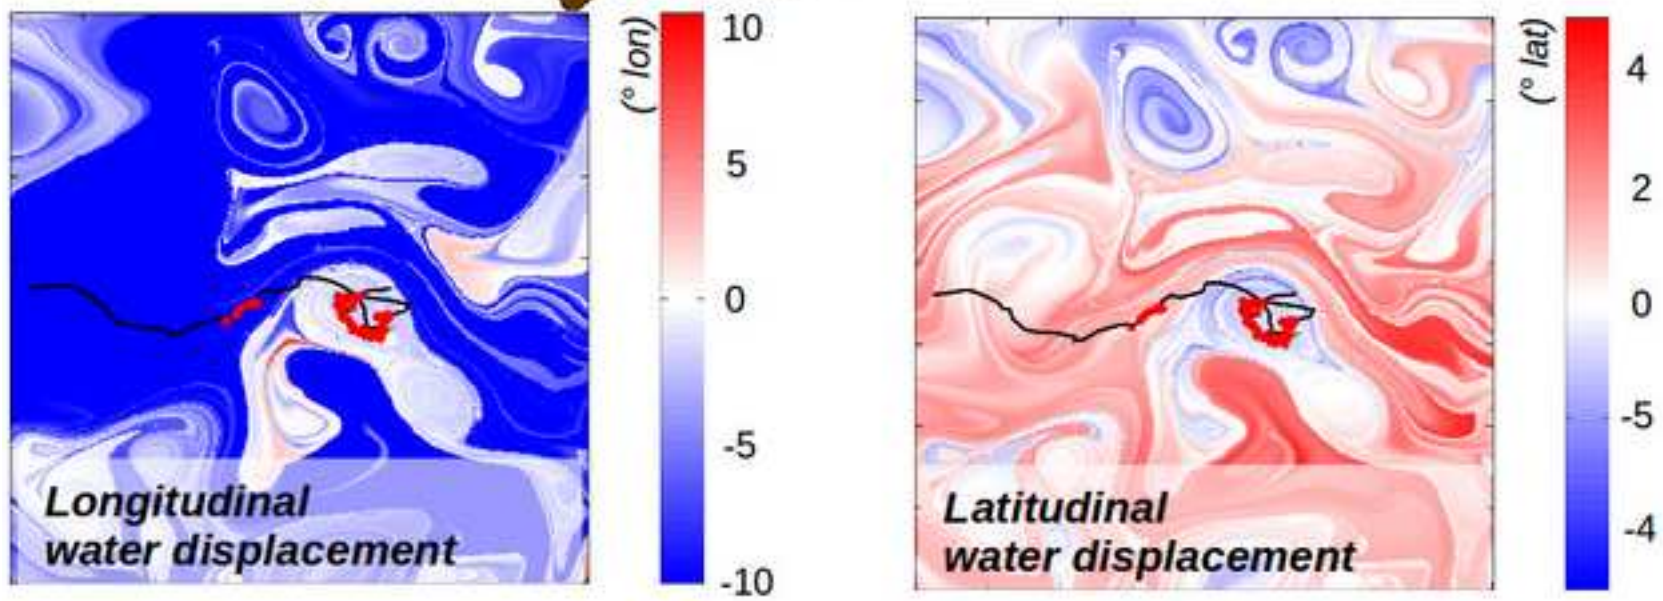 (° lon)
10
5
0
-5
-10
Longitudinal
water displacement
(° lat)
4
2
0
-5
-4
Latitudinal
water displacement